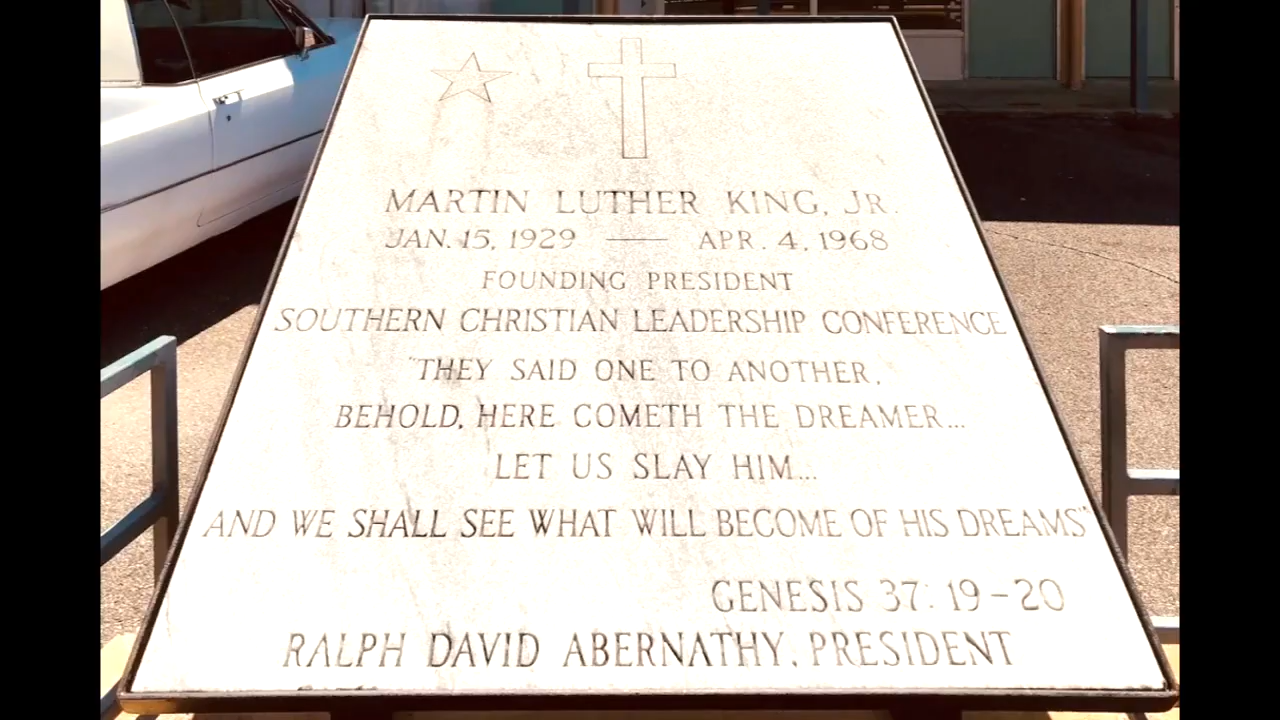 MARTIN LUTHER KING, JR.
JAN. 15, 1929 — APR. 4, 1968
FOUNDING PRESIDENT
SOUTHERN CHRISTIAN LEADERSHIP CONFERENCE
"THEY SAID ONE TO ANOTHER,
BEHOLD, HERE COMETH THE DREAMER...
LET US SLAY HIM...
AND WE SHALL SEE WHAT WILL BECOME OF HIS DREAMS"
GENESIS 37: 19-20
RALPH DAVID ABERNATHY, PRESIDENT